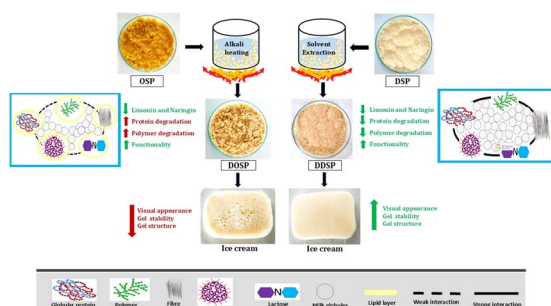 Alkali
heating
Solvent
Extraction
OSP
DSP
Limonin and Naringin
Protein degradation
Polymer degradation
Functionality
Limonin and Naringin
Protein degradation
Polymer degradation
Functionality
N
N
DOSP
DDSP
Visual appearance
Gel stability
Gel structure
Visual appearance
Gel stability
Gel structure
Ice cream
Ice cream
N
Globular protein
Polymer
Fibre
Lactose
Milk globules
Lipid layer
Weak interaction
Strong interaction